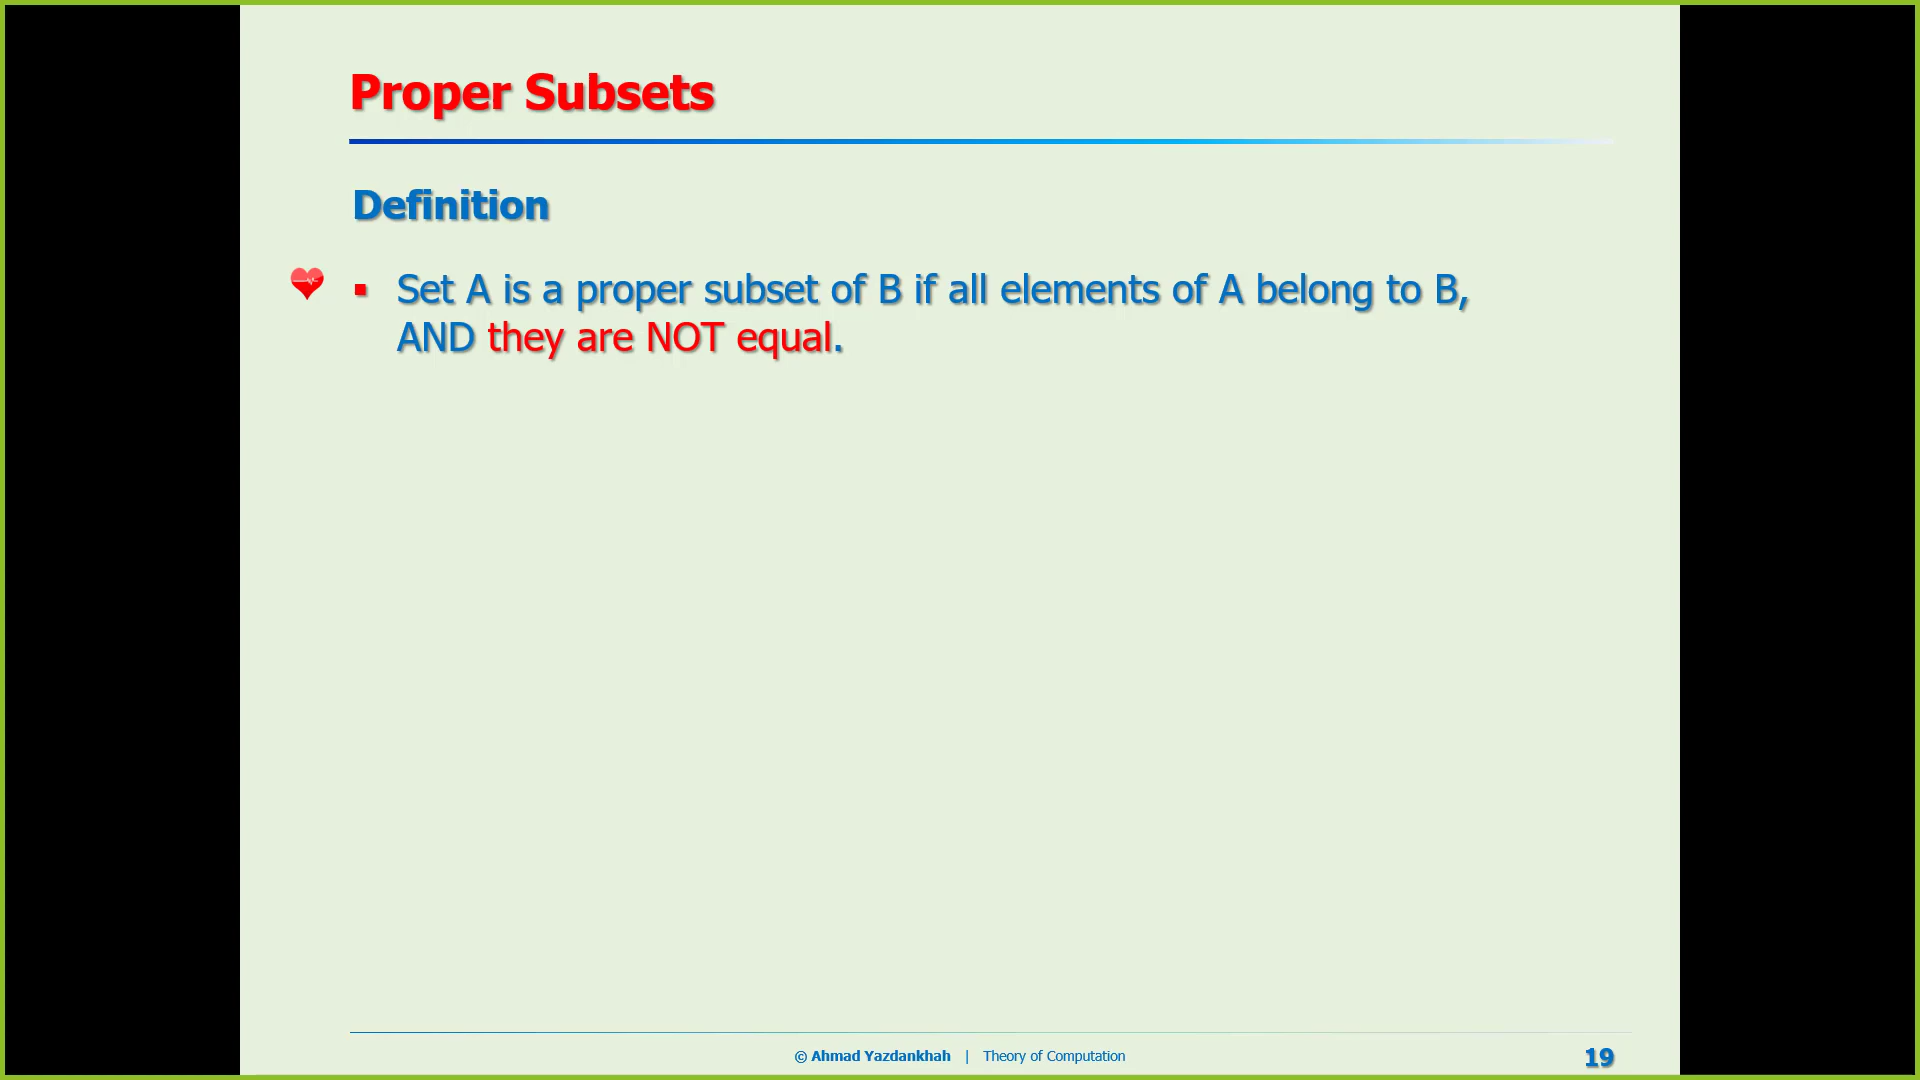 Proper Subsets
Definition
▪ Set A is a proper subset of B if all elements of A belong to B,
AND they are NOT equal.
© Ahmad Yazdankhah | Theory of Computation
19